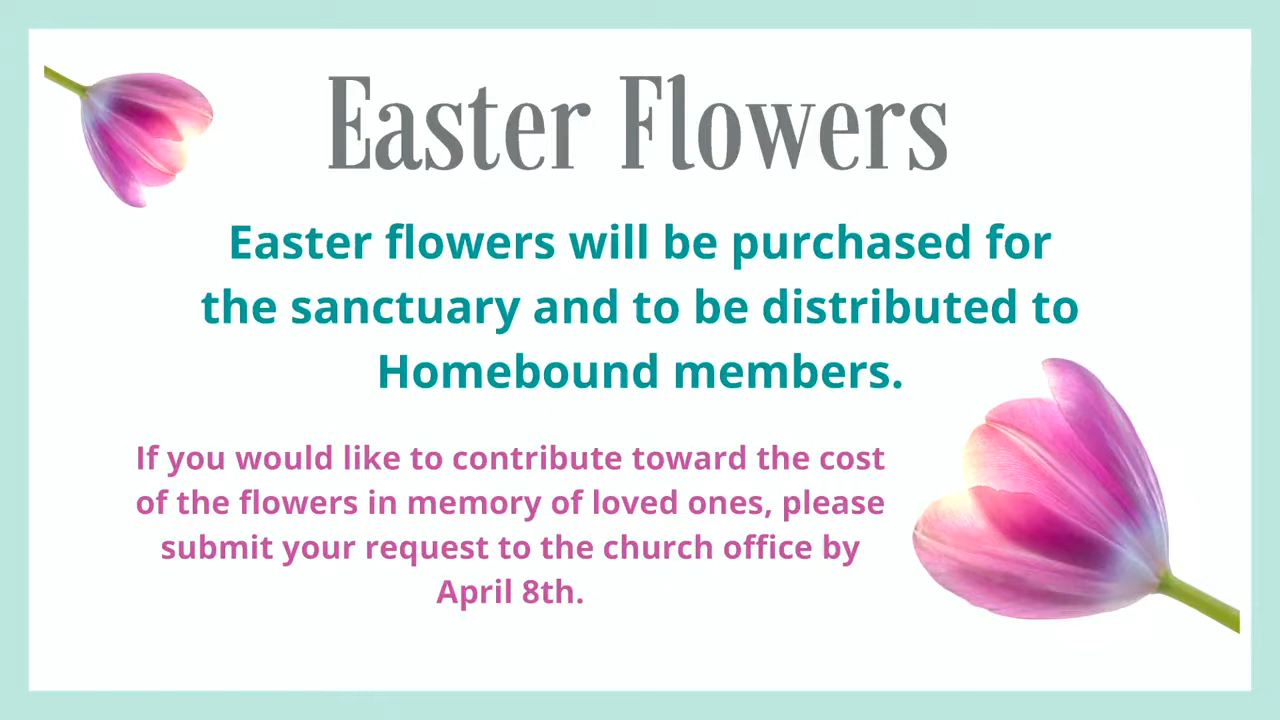 Easter Flowers
Easter flowers will be purchased for
the sanctuary and to be distributed to
Homebound members.
If you would like to contribute toward the cost
of the flowers in memory of loved ones, please
submit your request to the church office by
April 8th.